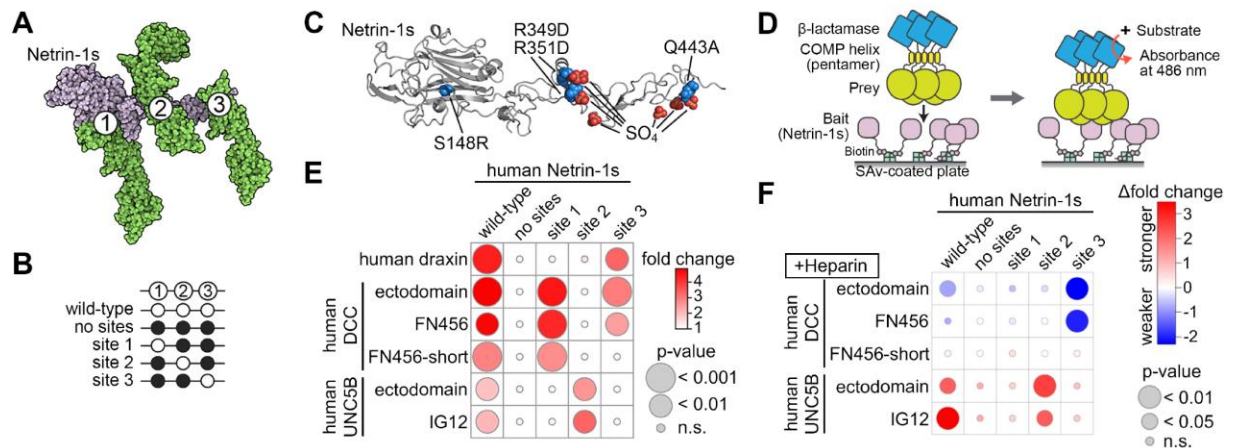 A
Netrin-1s
1
2
3
B
1 2 3
wild-type
no sites
site 1
site 2
site 3
C
Netrin-1s
R349D
R351D
Q443A
S148R
SO4
D
β-lactamase
COMP helix
(pentamer)
Prey
Bait
(Netrin-1s)
Biotin
SAv-coated plate
+ Substrate
Absorbance
at 486 nm
E
human Netrin-1s
wild-type
no sites
site 1
site 2
site 3
human draxin
human
DCC
ectodomain
FN456
FN456-short
human
UNC5B
ectodomain
IG12
fold change
4
3
2
1
p-value
< 0.001
< 0.01
n.s.
F
human Netrin-1s
wild-type
no sites
site 1
site 2
site 3
+Heparin
human
DCC
ectodomain
FN456
FN456-short
human
UNC5B
ectodomain
IG12
Δfold change
weaker stronger
3
2
1
0
-1
-2
p-value
< 0.01
< 0.05
n.s.